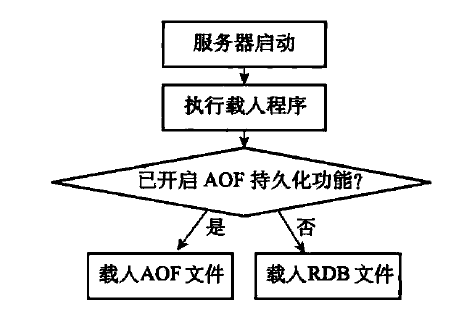 服务器启动
执行载人程序
已开启 AOF 持久化功能?
是
否
载人AOF 文件
载人RDB 文件